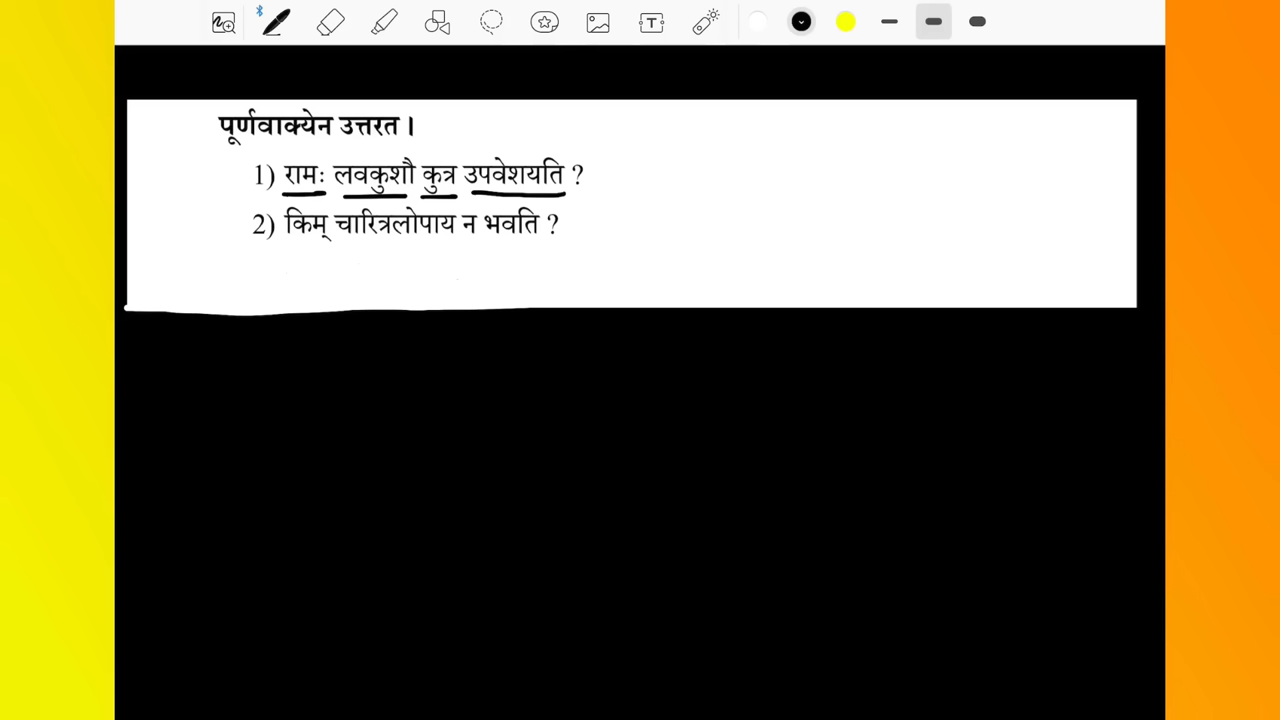 पूर्णवाक्येन उत्तरत ।
1) रामः लवकुशौ कुत्र उपवेशयति ?
2) किम् चारित्रलोपाय न भवति ?